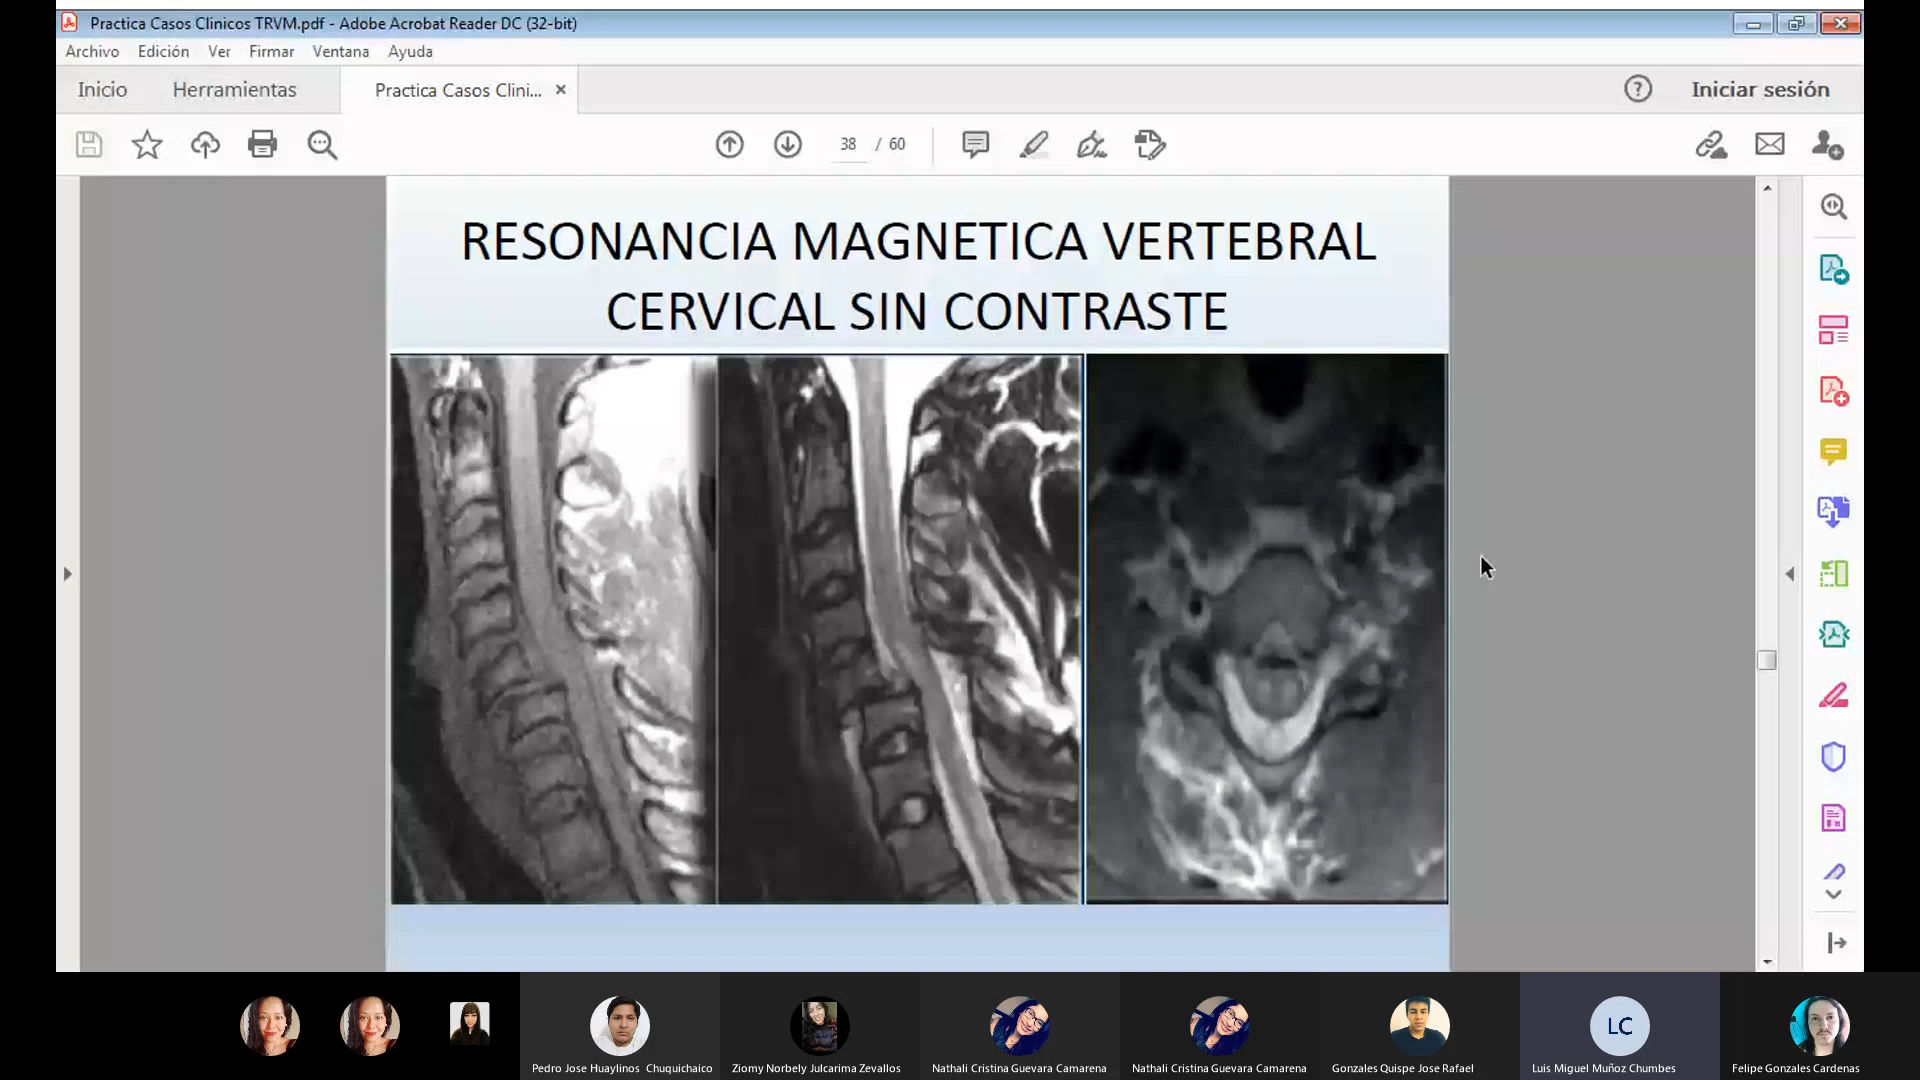 Practica Casos Clinicos TRVM.pdf - Adobe Acrobat Reader DC (32-bit)
Archivo Edición Ver Firmar Ventana Ayuda
Inicio Herramientas Practica Casos Clini... × Iniciar sesión
38 / 60
RESONANCIA MAGNETICA VERTEBRAL
CERVICAL SIN CONTRASTE
LC
Pedro Jose Huaylinos Chuquichaico Ziomy Norbely Julcarima Zevallos Nathali Cristina Guevara Camarena Nathali Cristina Guevara Camarena Gonzales Quispe Jose Rafael Luis Miguel Muñoz Chumbes Felipe Gonzales Cardenas